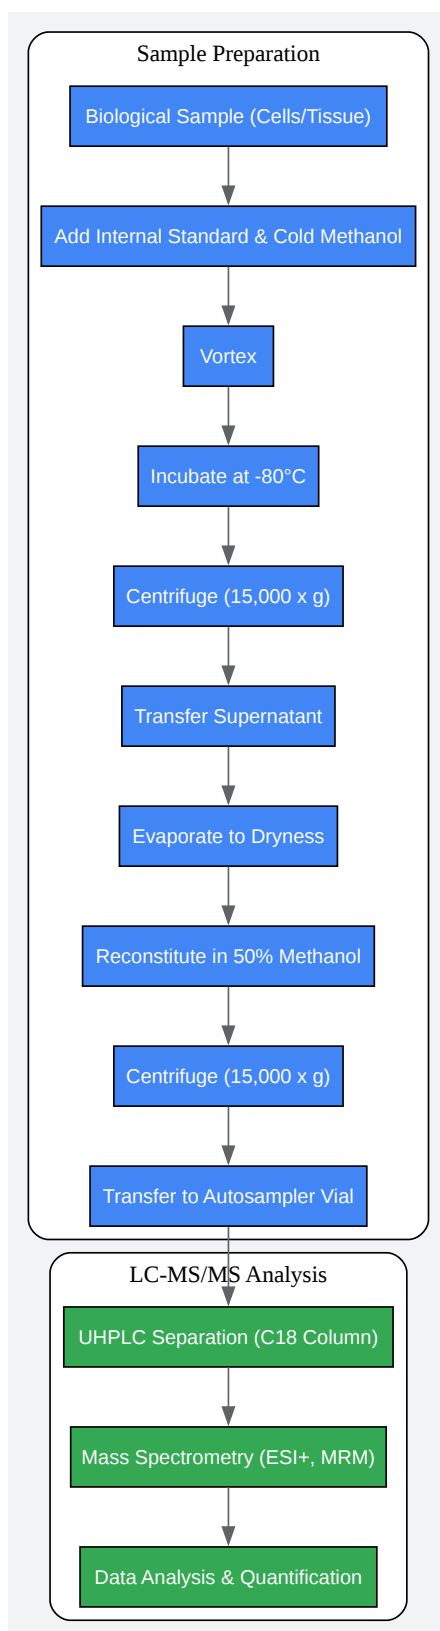 Sample Preparation
Biological Sample (Cells/Tissue)
Add Internal Standard & Cold Methanol
Vortex
Incubate at -80°C
Centrifuge (15,000 x g)
Transfer Supernatant
Evaporate to Dryness
Reconstitute in 50% Methanol
Centrifuge (15,000 x g)
Transfer to Autosampler Vial
LC-MS/MS Analysis
UHPLC Separation (C18 Column)
Mass Spectrometry (ESI+, MRM)
Data Analysis & Quantification